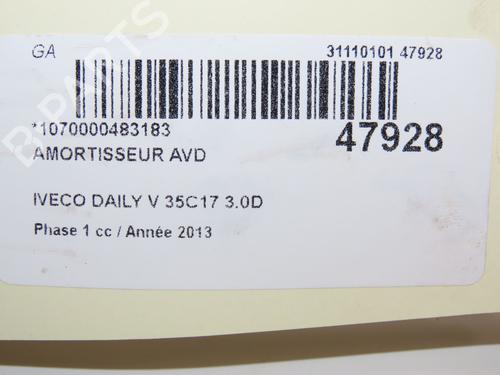 GA 31110101 47928
*1070000483183 47928
AMORTISSEUR AVD
IVECO DAILY V 35C17 3.0D
Phase 1 cc / Année 2013